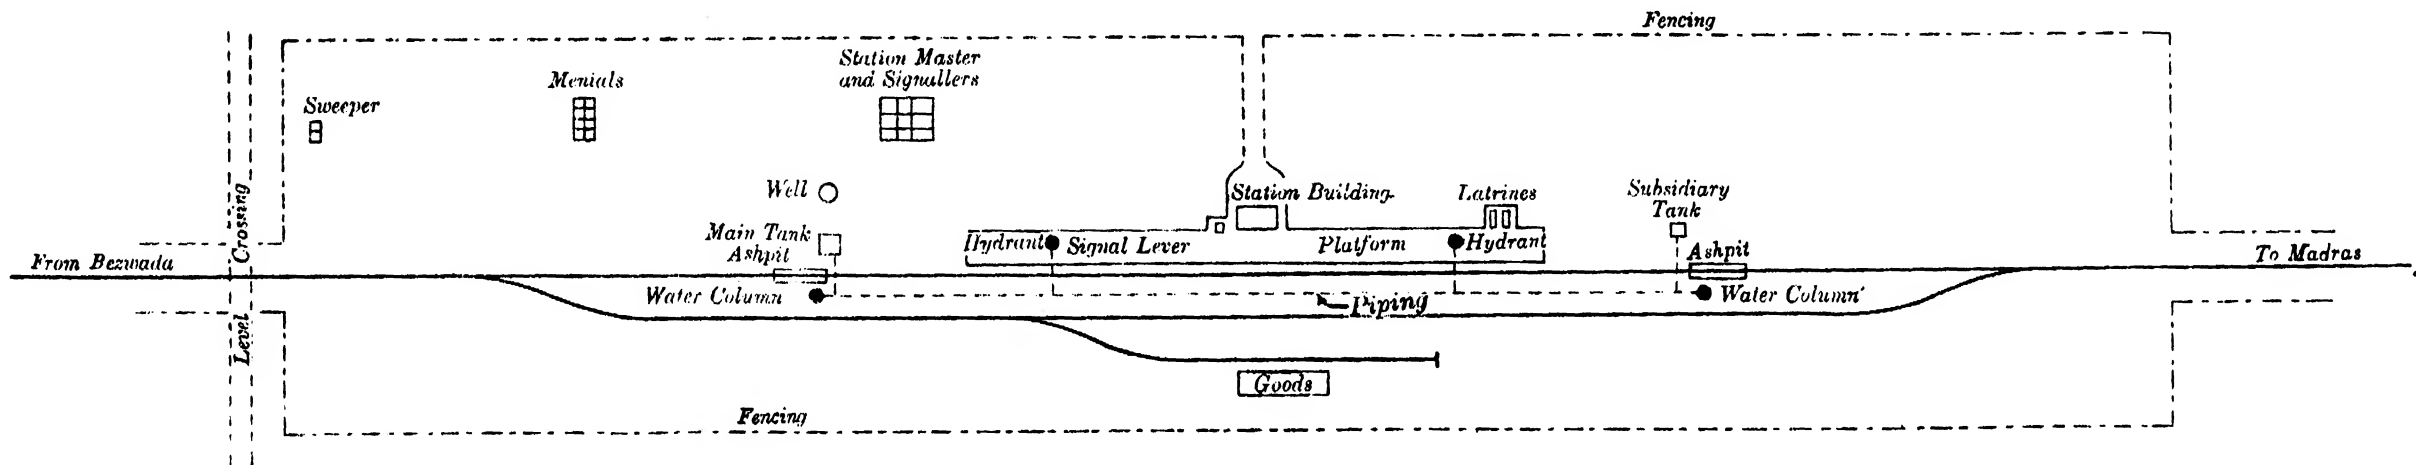 Fencing
Station Master
and Signallers
Menials
Sweeper
Well
Station Building
Latrines
Subsidiary
Tank
Main Tank
Ashpit
Hydrant
Signal Lever
Platform
Hydrant
Ashpit
From Bezwada
To Madras
Level Crossing
Water Column
Piping
Water Column
Goods
Fencing